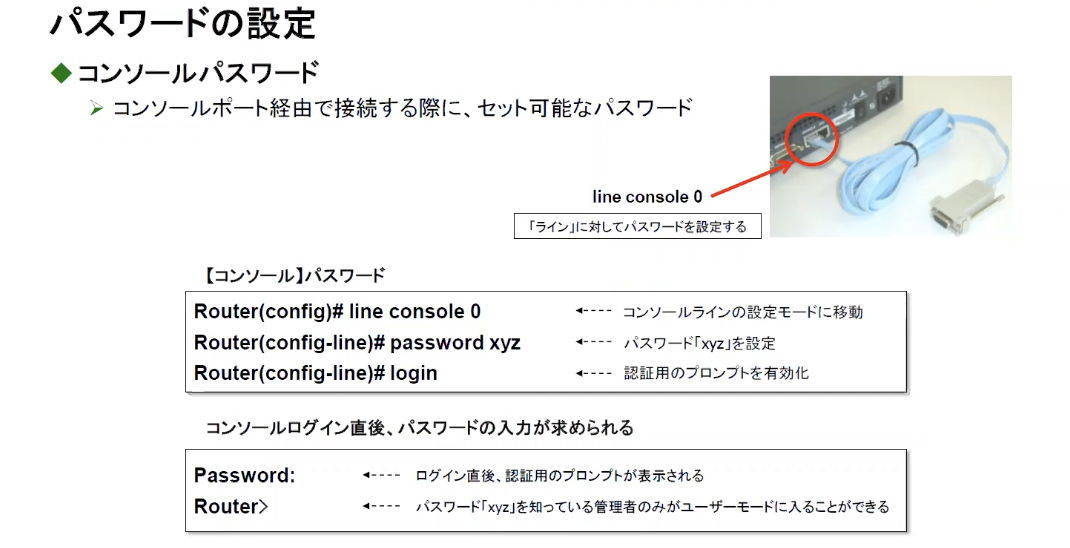 パスワードの設定
コンソールパスワード
コンソールポート経由で接続する際に、セット可能なパスワード
line console 0
「ライン」に対してパスワードを設定する
【コンソール】パスワード
Router(config)# line console 0 コンソールラインの設定モードに移動
Router(config-line)# password xyz パスワード「xyz」を設定
Router(config-line)# login 認証用のプロンプトを有効化
コンソールログイン直後、パスワードの入力が求められる
Password: ログイン直後、認証用のプロンプトが表示される
Router> パスワード「xyz」を知っている管理者のみがユーザーモードに入ることができる